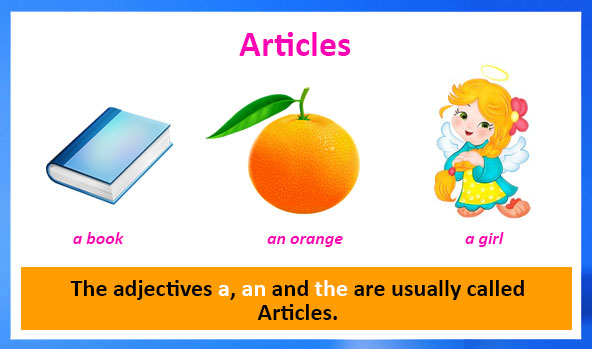 Articles
a book
an orange
a girl
The adjectives a, an and the are usually called
Articles.